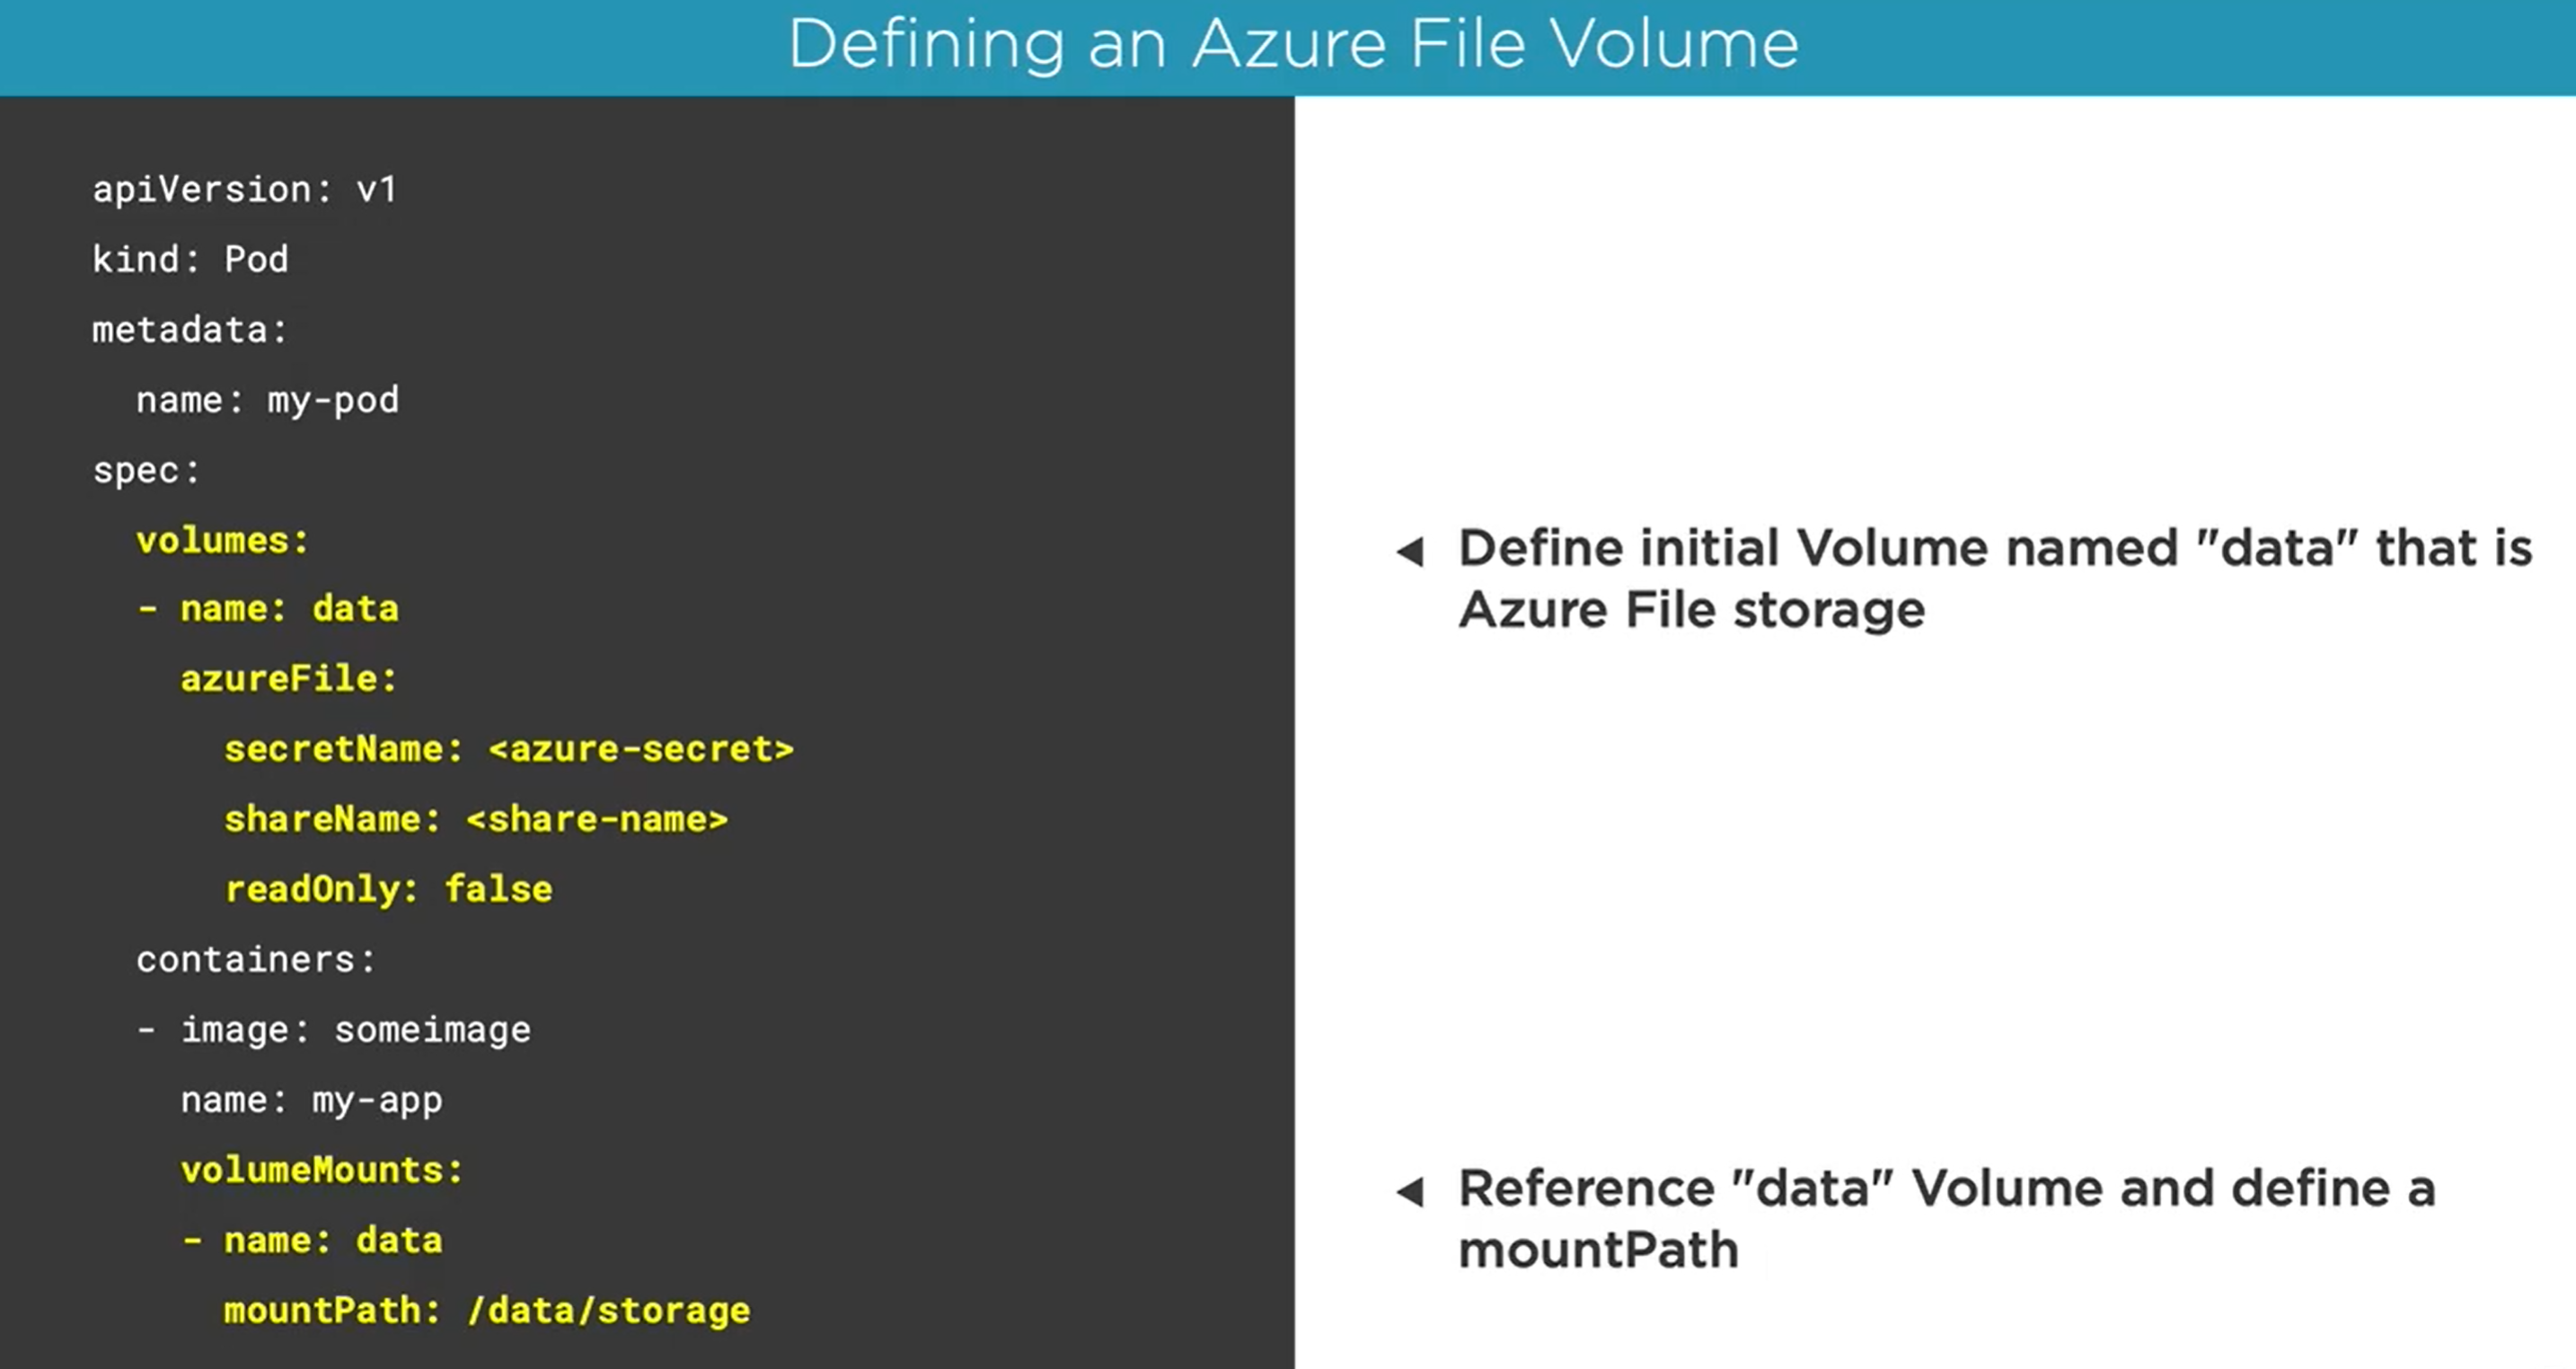 Defining an Azure File Volume
apiVersion: v1
kind: Pod
metadata:
  name: my-pod
spec:
  volumes:
  - name: data
    azureFile:
      secretName: <azure-secret>
      shareName: <share-name>
      readOnly: false
  containers:
  - image: someimage
    name: my-app
    volumeMounts:
    - name: data
      mountPath: /data/storage
◄ Define initial Volume named "data" that is
Azure File storage
◄ Reference "data" Volume and define a
mountPath